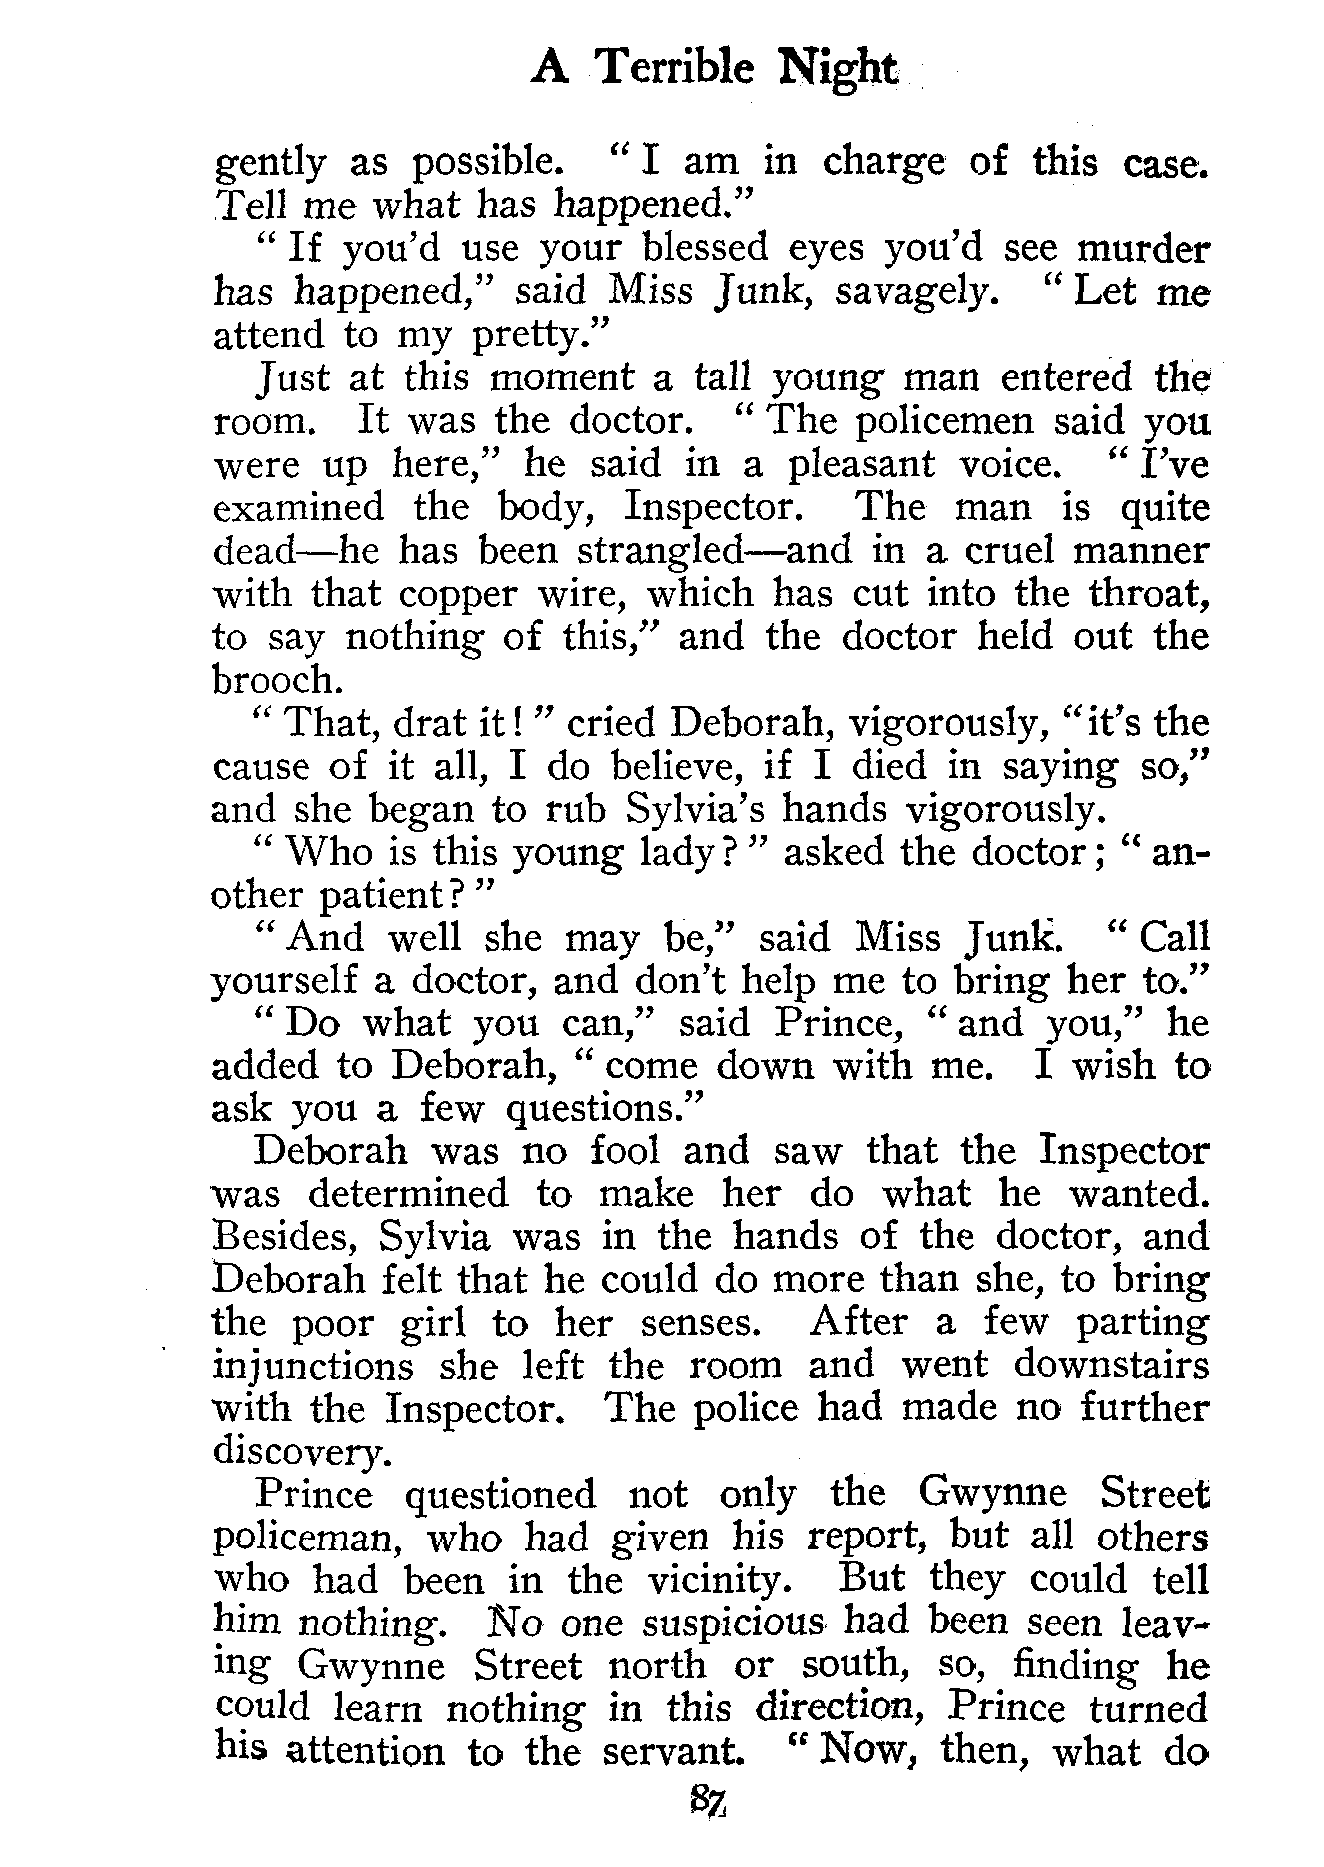 A Terrible Night
gently as possible. “ I am in charge of this case.
Tell me what has happened.”
“ If you’d use your blessed eyes you’d see murder
has happened,” said Miss Junk, savagely. “ Let me
attend to my pretty.”
Just at this moment a tall young man entered the
room. It was the doctor. “ The policemen said you
were up here,” he said in a pleasant voice. “ I’ve
examined the body, Inspector. The man is quite
dead—he has been strangled—and in a cruel manner
with that copper wire, which has cut into the throat,
to say nothing of this,” and the doctor held out the
brooch.
“ That, drat it! ” cried Deborah, vigorously, “it’s the
cause of it all, I do believe, if I died in saying so,”
and she began to rub Sylvia’s hands vigorously.
“ Who is this young lady? ” asked the doctor; “ an-
other patient? ”
“ And well she may be,” said Miss Junk. “ Call
yourself a doctor, and don’t help me to bring her to.”
“ Do what you can,” said Prince, “ and you,” he
added to Deborah, “ come down with me. I wish to
ask you a few questions.”
Deborah was no fool and saw that the Inspector
was determined to make her do what he wanted.
Besides, Sylvia was in the hands of the doctor, and
Deborah felt that he could do more than she, to bring
the poor girl to her senses. After a few parting
injunctions she left the room and went downstairs
with the Inspector. The police had made no further
discovery.
Prince questioned not only the Gwynne Street
policeman, who had given his report, but all others
who had been in the vicinity. But they could tell
him nothing. No one suspicious had been seen leav-
ing Gwynne Street north or south, so, finding he
could learn nothing in this direction, Prince turned
his attention to the servant. “ Now, then, what do
87